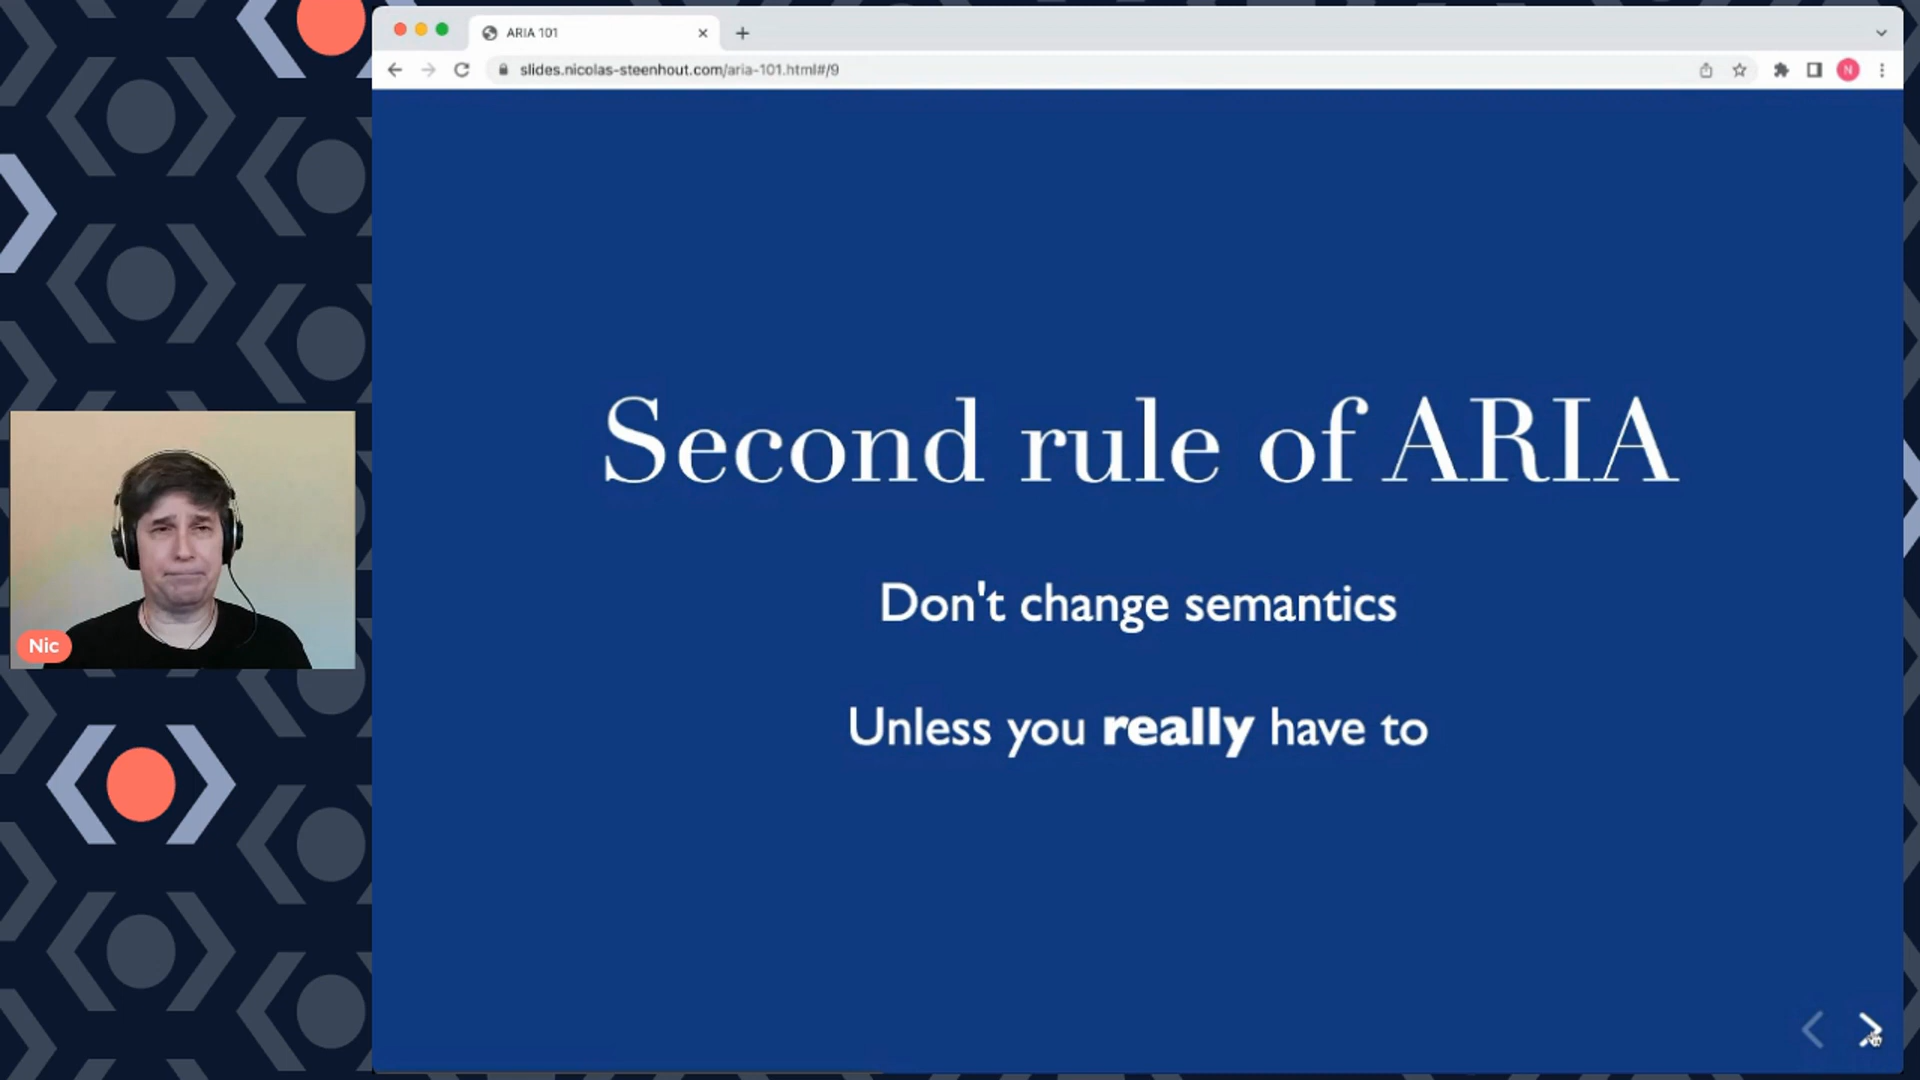 ARIA 101
slides.nicolas-steenhout.com/aria-101.html#/9
N
Second rule of ARIA
Don't change semantics
Unless you really have to
Nic